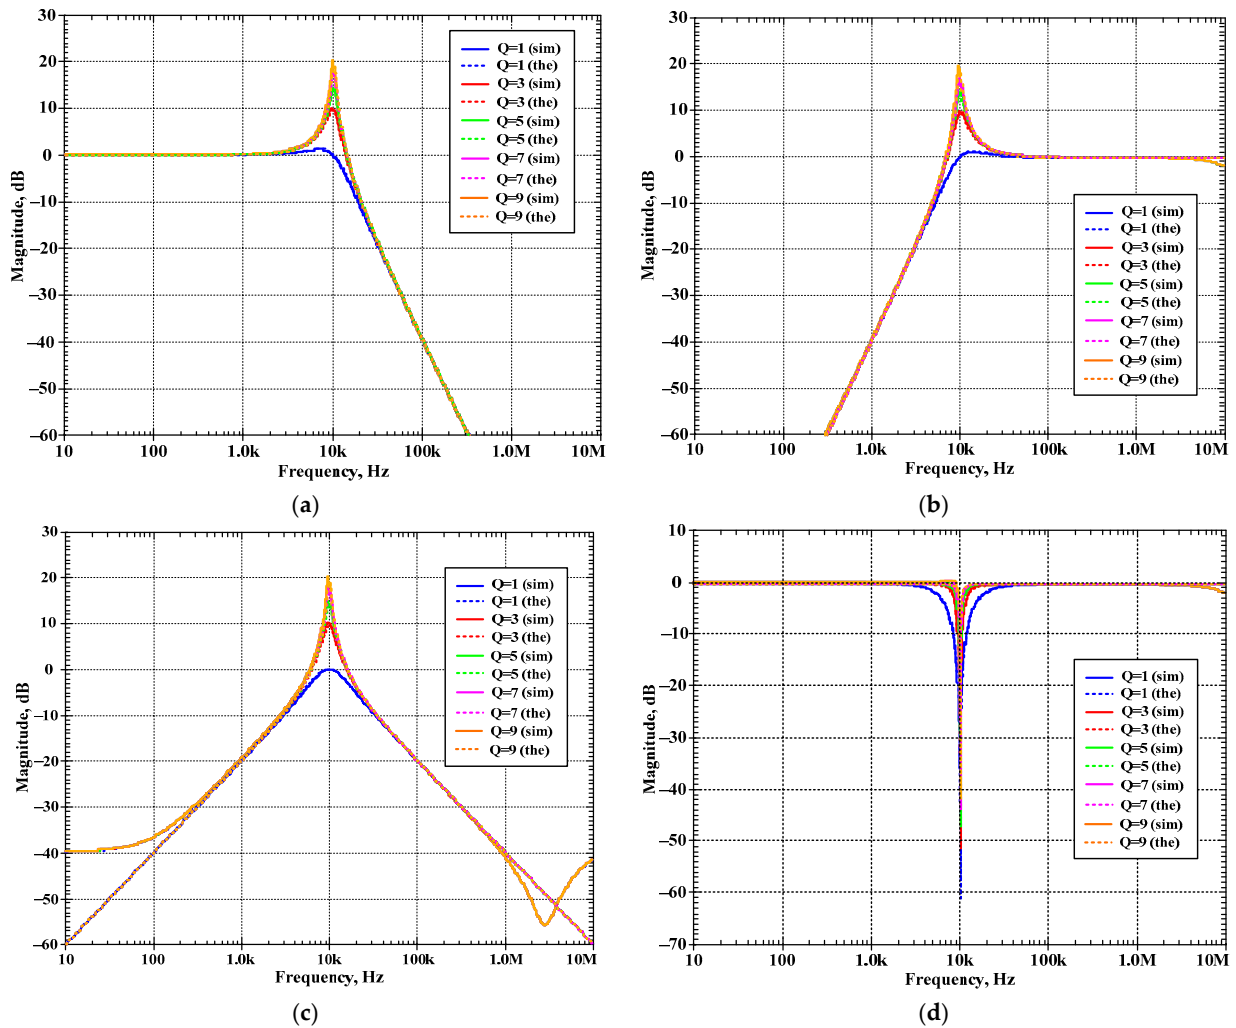 30
20
10
0
–10
–20
–30
–40
–50
–60
Magnitude, dB
10
100
1.0k
10k
100k
1.0M
10M
Frequency, Hz
Q=1 (sim)
Q=1 (the)
Q=3 (sim)
Q=3 (the)
Q=5 (sim)
Q=5 (the)
Q=7 (sim)
Q=7 (the)
Q=9 (sim)
Q=9 (the)
(a)
30
20
10
0
–10
–20
–30
–40
–50
–60
Magnitude, dB
10
100
1.0k
10k
100k
1.0M
10M
Frequency, Hz
Q=1 (sim)
Q=1 (the)
Q=3 (sim)
Q=3 (the)
Q=5 (sim)
Q=5 (the)
Q=7 (sim)
Q=7 (the)
Q=9 (sim)
Q=9 (the)
(b)
30
20
10
0
–10
–20
–30
–40
–50
–60
Magnitude, dB
10
100
1.0k
10k
100k
1.0M
10M
Frequency, Hz
Q=1 (sim)
Q=1 (the)
Q=3 (sim)
Q=3 (the)
Q=5 (sim)
Q=5 (the)
Q=7 (sim)
Q=7 (the)
Q=9 (sim)
Q=9 (the)
(c)
10
0
–10
–20
–30
–40
–50
–60
–70
Magnitude, dB
10
100
1.0k
10k
100k
1.0M
10M
Frequency, Hz
Q=1 (sim)
Q=1 (the)
Q=3 (sim)
Q=3 (the)
Q=5 (sim)
Q=5 (the)
Q=7 (sim)
Q=7 (the)
Q=9 (sim)
Q=9 (the)
(d)